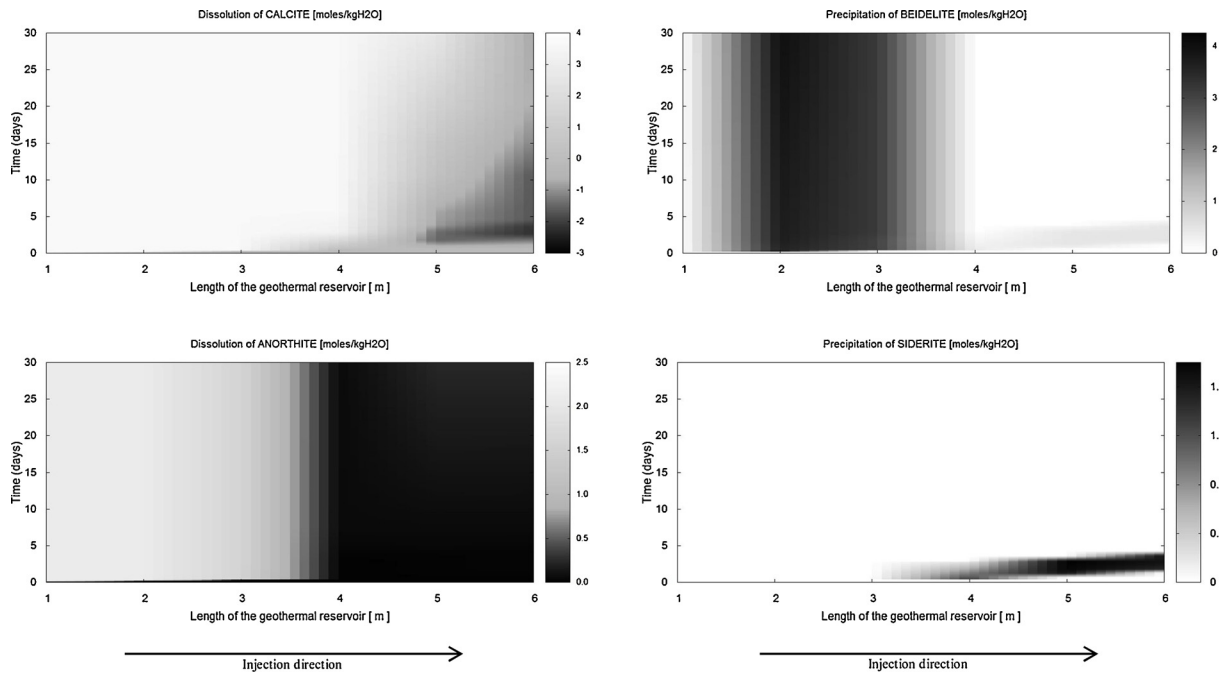 Dissolution of CALCITE [moles/kgH2O]
30
25
20
15
10
5
0
Time (days)
1 2 3 4 5 6
Length of the geothermal reservoir [ m ]
4
3
2
1
0
-1
-2
-3
Precipitation of BEIDELITE [moles/kgH2O]
30
25
20
15
10
5
0
Time (days)
1 2 3 4 5 6
Length of the geothermal reservoir [ m ]
4
3
2
1
0
Dissolution of ANORTHITE [moles/kgH2O]
30
25
20
15
10
5
0
Time (days)
1 2 3 4 5 6
Length of the geothermal reservoir [ m ]
2.5
2.0
1.5
1.0
0.5
0.0
Precipitation of SIDERITE [moles/kgH2O]
30
25
20
15
10
5
0
Time (days)
1 2 3 4 5 6
Length of the geothermal reservoir [ m ]
1.
1.
0.
0.
0
Injection direction
Injection direction